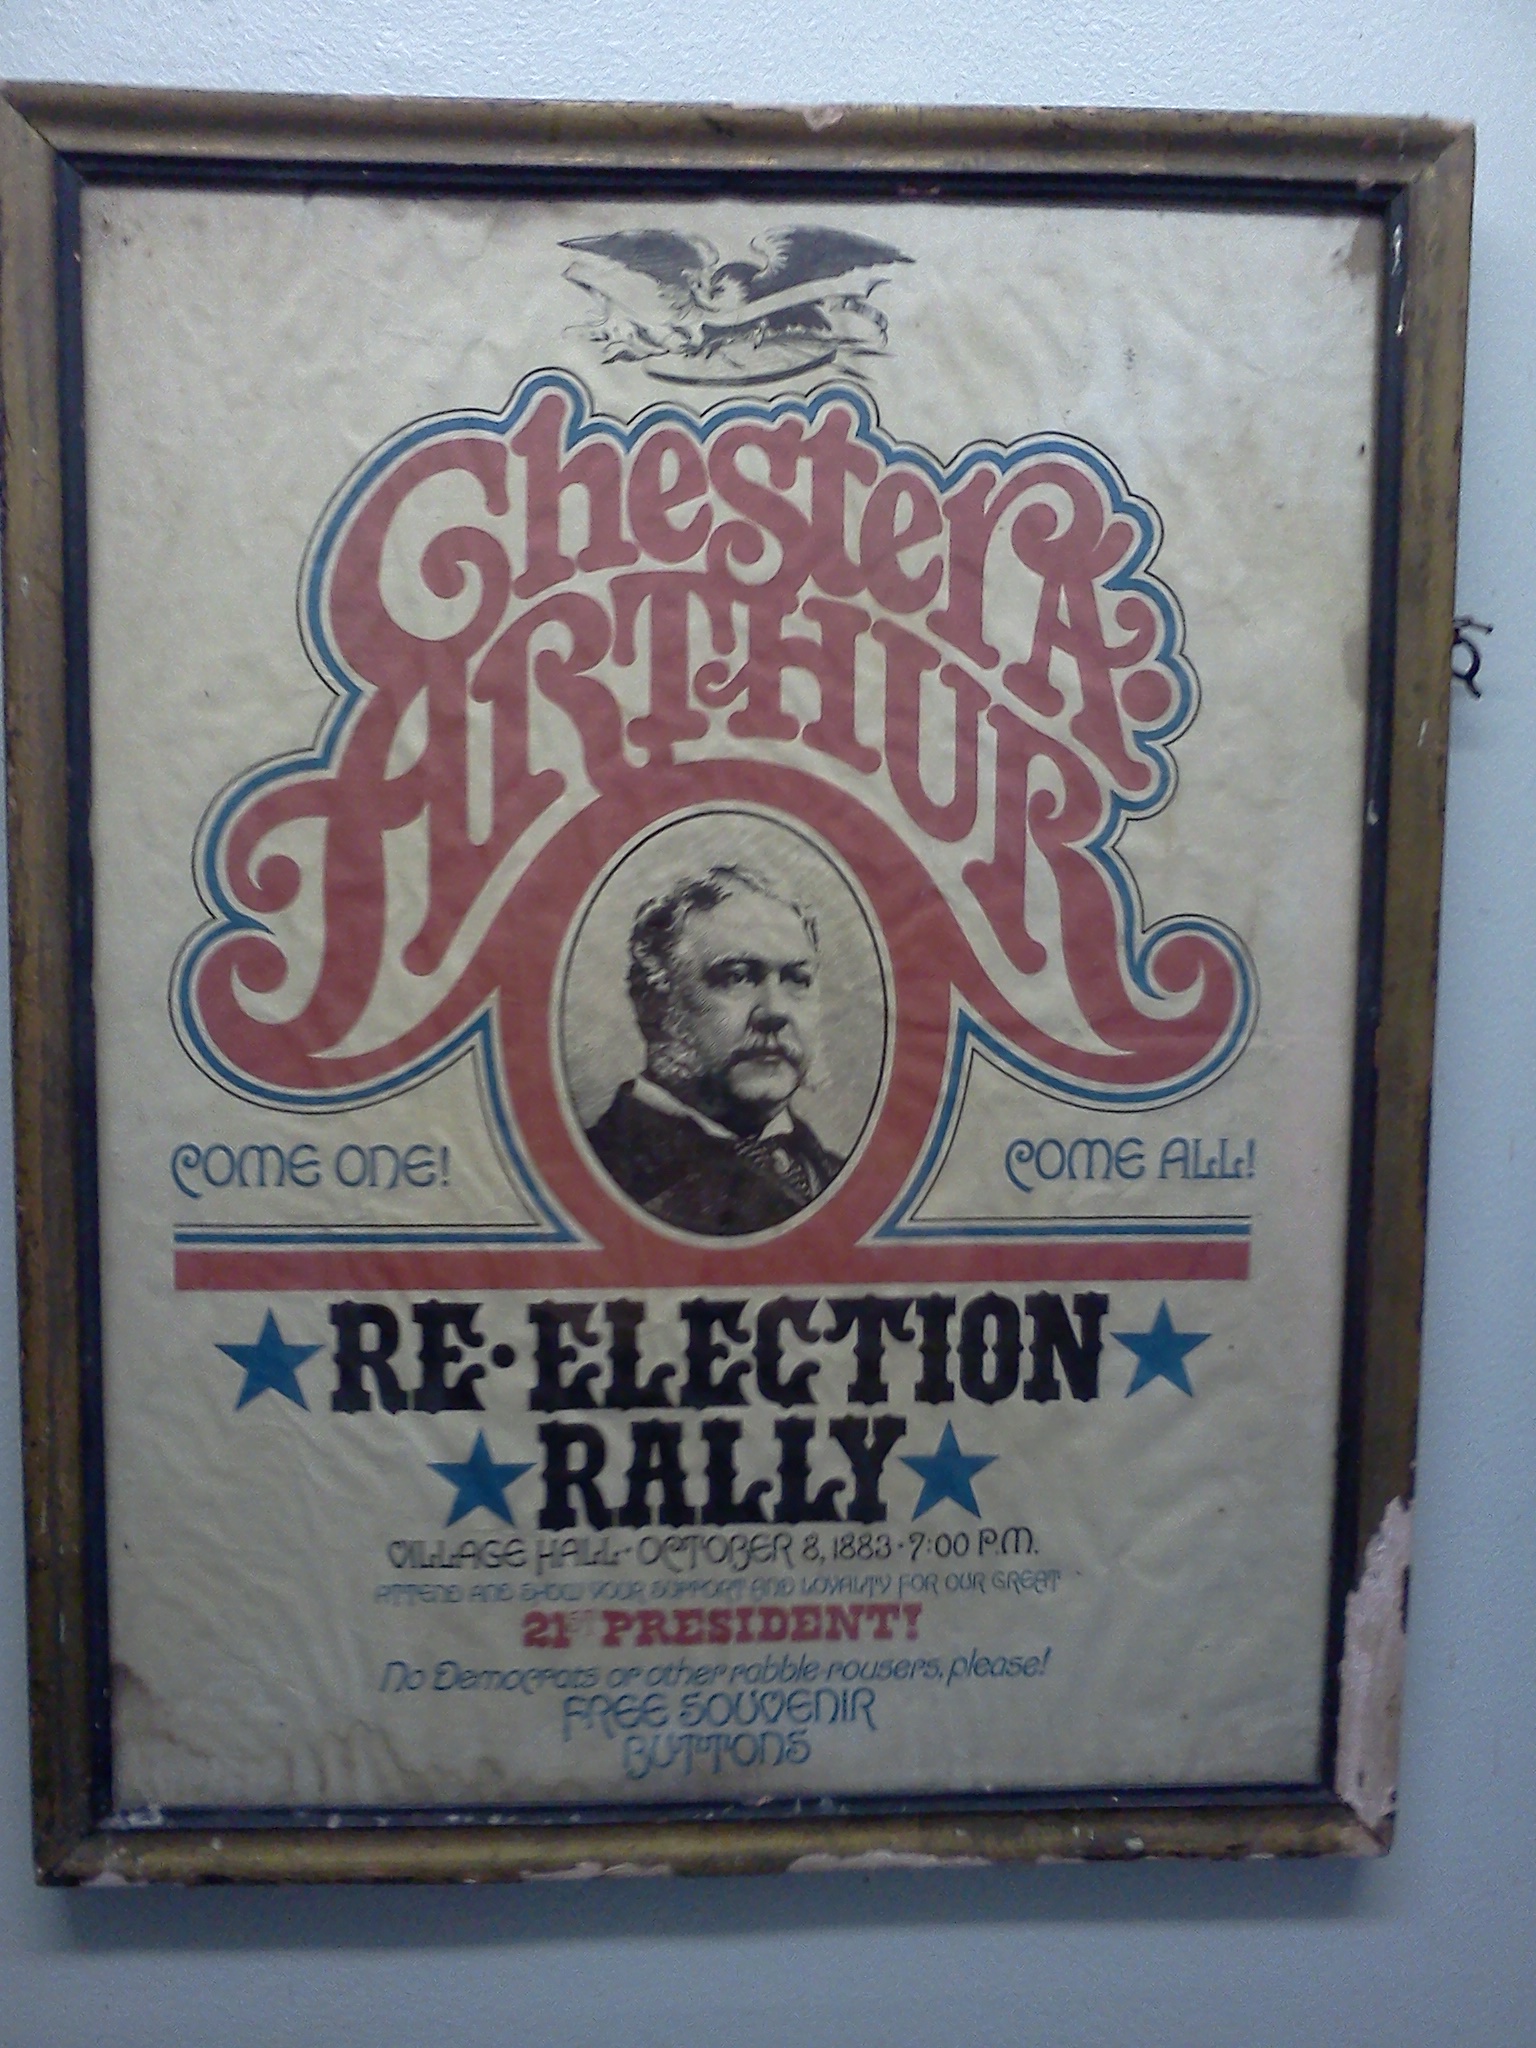 Chester A.
ARTHUR
COME ONE!
COME ALL!
RE·ELECTION
RALLY
VILLAGE HALL·OCTOBER 8, 1883·7:00 P.M.
ATTEND AND SHOW YOUR SUPPORT AND LOYALTY FOR OUR GREAT
21ST PRESIDENT!
No Democrats or other rabble-rousers, please!
FREE SOUVENIR
BUTTONS